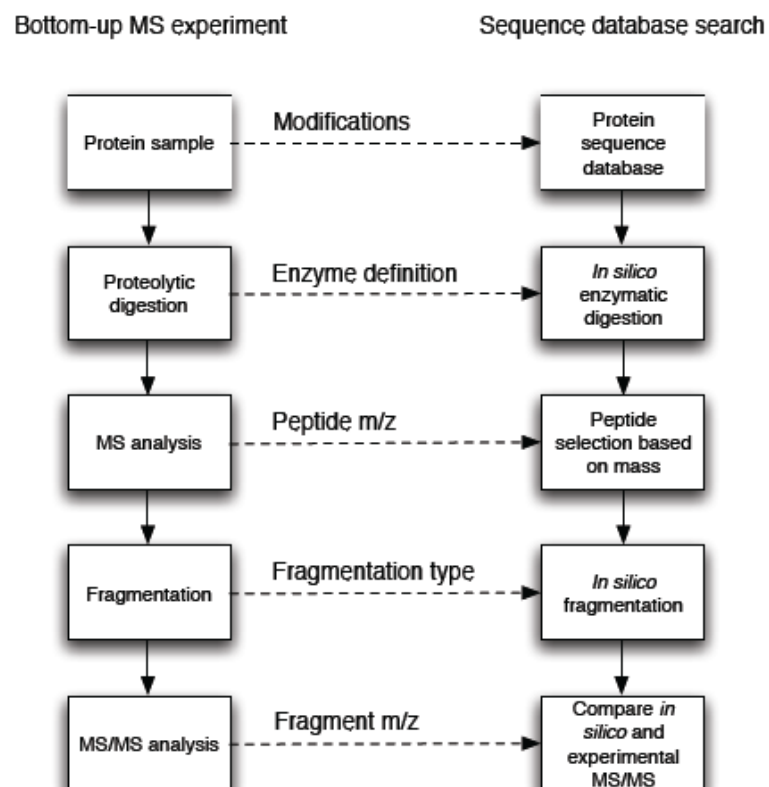 Bottom-up MS experiment
Sequence database search
Protein sample
Modifications
Protein
sequence
database
Proteolytic
digestion
Enzyme definition
In silico
enzymatic
digestion
MS analysis
Peptide m/z
Peptide
selection based
on mass
Fragmentation
Fragmentation type
In silico
fragmentation
MS/MS analysis
Fragment m/z
Compare in
silico and
experimental
MS/MS